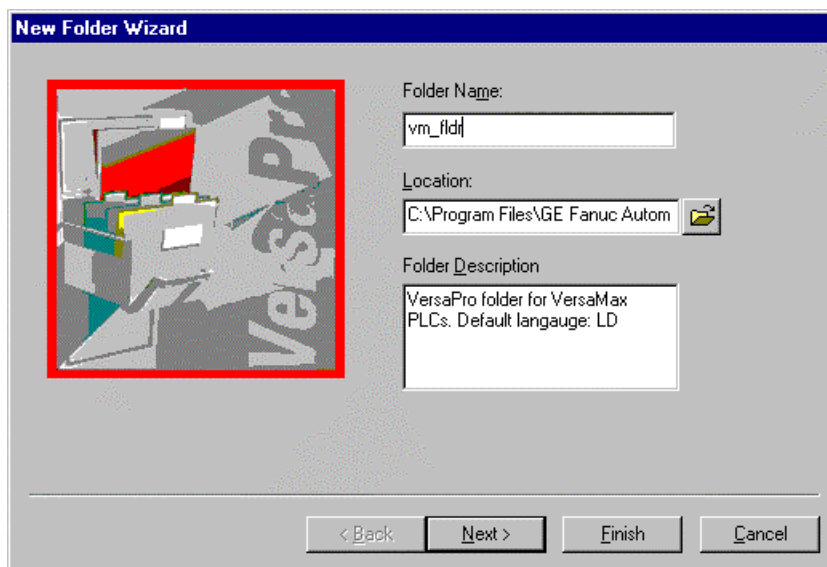 New Folder Wizard
VersaPro
Folder Name:
vm_fldr
Location:
C:\Program Files\GE Fanuc Autom
Folder Description
VersaPro folder for VersaMax
PLCs. Default langauge: LD
< Back
Next >
Finish
Cancel